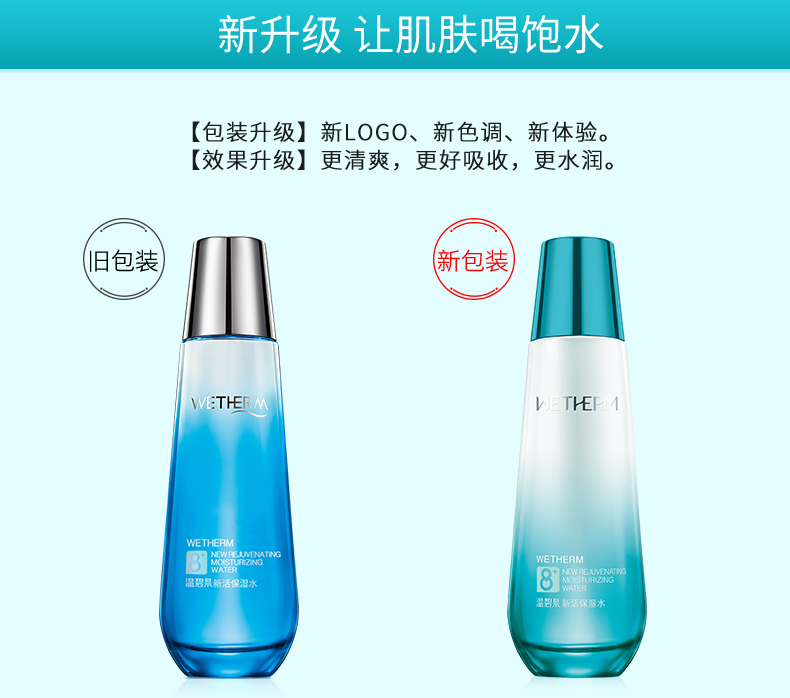 新升级 让肌肤喝饱水
【包装升级】新LOGO、新色调、新体验。
【效果升级】更清爽，更好吸收，更水润。
旧包装
新包装
WETHERM
WETHERM
WETHERM
8+ NEW REJUVENATING
MOISTURIZING
WATER
温碧泉 新活保湿水
WETHERM
8+ NEW REJUVENATING
MOISTURIZING
WATER
温碧泉 新活保湿水